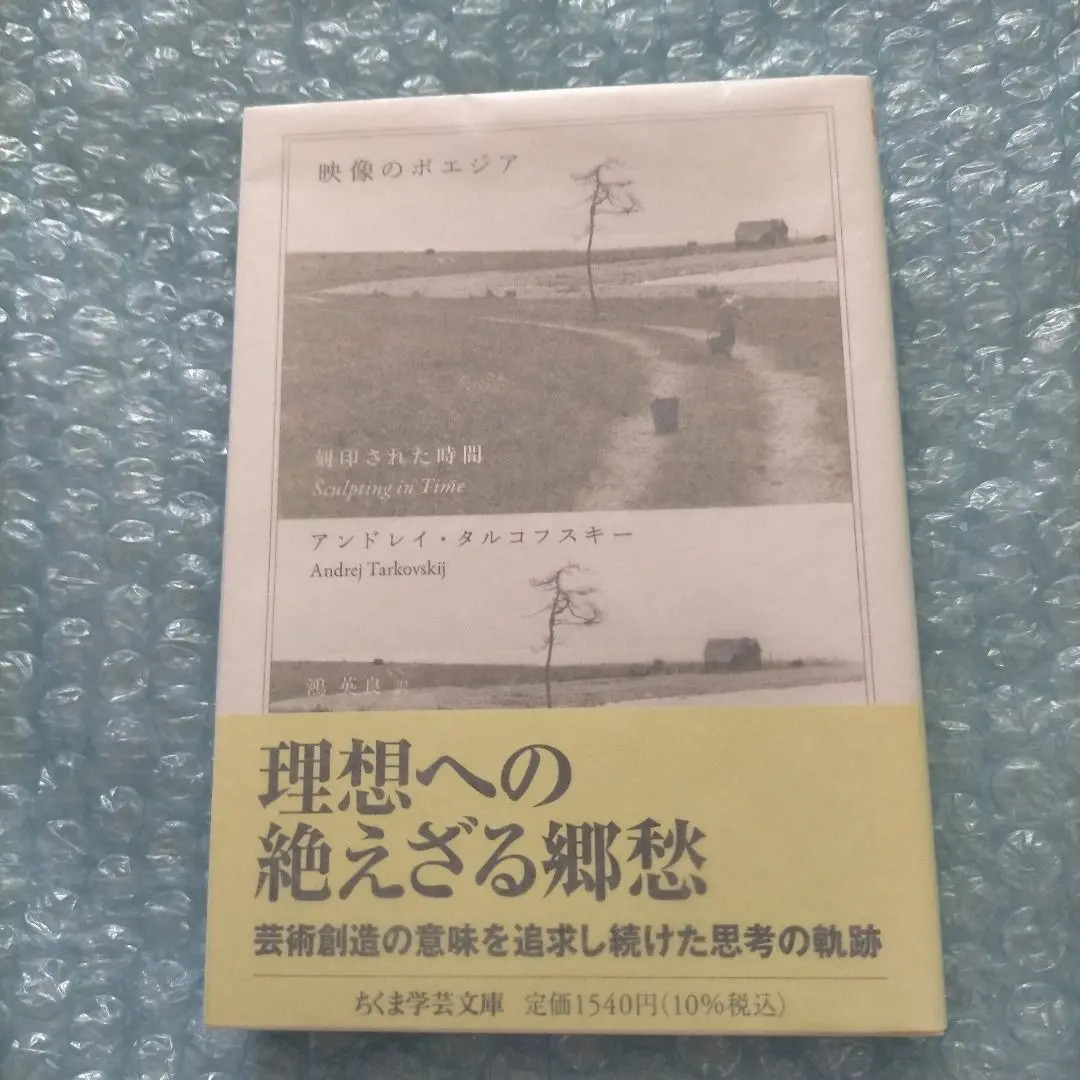 映像のポエジア
刻印された時間
Sculpting in Time
アンドレイ・タルコフスキー
Andrej Tarkovskij
鴻 英良 訳
理想への
絶えざる郷愁
芸術創造の意味を追求し続けた思考の軌跡
ちくま学芸文庫 定価1540円(10%税込)